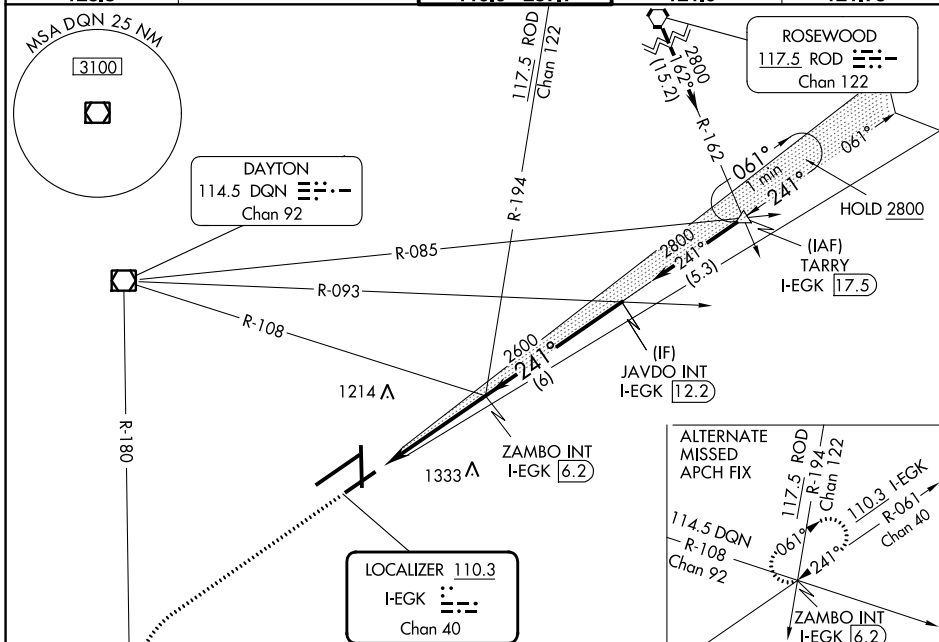 MSA DQN 25 NM
3100
117.5 ROD
Chan 122
R-194
2800
162°
(15.2)
R-162
ROSEWOOD
117.5 ROD
Chan 122
DAYTON
114.5 DQN
Chan 92
061°
1 min
241°
061°
HOLD 2800
R-085
R-093
R-108
R-180
2800
241°
(5.3)
(IAF)
TARRY
I-EGK 17.5
2600
241°
(6)
(IF)
JAVDO INT
I-EGK 12.2
1214
1333
ZAMBO INT
I-EGK 6.2
LOCALIZER 110.3
I-EGK
Chan 40
ALTERNATE
MISSED
APCH FIX
117.5 ROD
R-194
Chan 122
110.3 I-EGK
R-061
Chan 40
114.5 DQN
R-108
Chan 92
061°
241°
ZAMBO INT
I-EGK 6.2